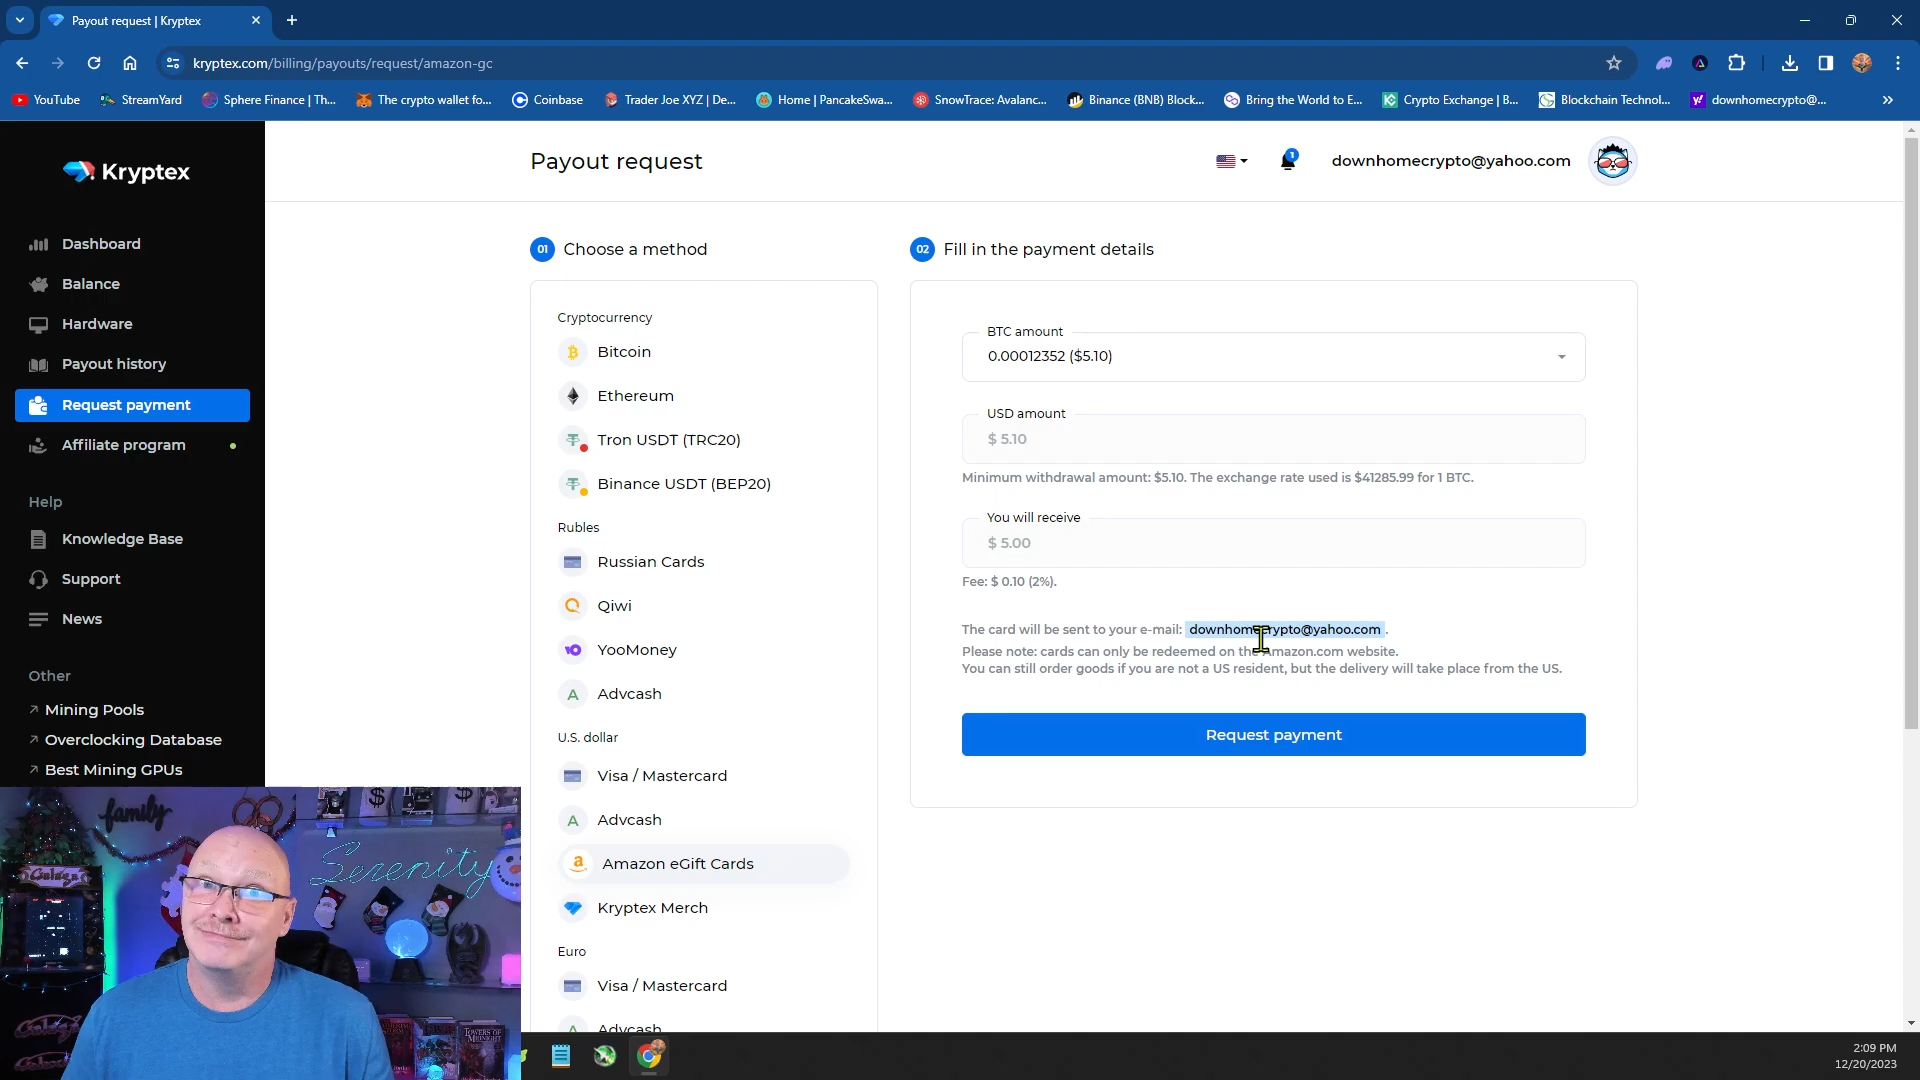 Payout request | Kryptex
kryptex.com/billing/payouts/request/amazon-gc
YouTube
StreamYard
Sphere Finance | Th...
The crypto wallet fo...
Coinbase
Trader Joe XYZ | De...
Home | PancakeSwa...
SnowTrace: Avalanc...
Binance (BNB) Block...
Bring the World to E...
Crypto Exchange | B...
Blockchain Technol...
downhomecrypto@...
Kryptex
Payout request
1
downhomecrypto@yahoo.com
Dashboard
Balance
Hardware
Payout history
Request payment
Affiliate program
Help
Knowledge Base
Support
News
Other
Mining Pools
Overclocking Database
Best Mining GPUs
01 Choose a method
Cryptocurrency
Bitcoin
Ethereum
Tron USDT (TRC20)
Binance USDT (BEP20)
Rubles
Russian Cards
Qiwi
YooMoney
Advcash
U.S. dollar
Visa / Mastercard
Advcash
Amazon eGift Cards
Kryptex Merch
Euro
Visa / Mastercard
Advcash
02 Fill in the payment details
BTC amount
0.00012352 ($5.10)
USD amount
$ 5.10
Minimum withdrawal amount: $5.10. The exchange rate used is $41285.99 for 1 BTC.
You will receive
$ 5.00
Fee: $ 0.10 (2%).
The card will be sent to your e-mail: downhomecrypto@yahoo.com .
Please note: cards can only be redeemed on the Amazon.com website.
You can still order goods if you are not a US resident, but the delivery will take place from the US.
Request payment
family
Serenity
Galaga
TOWERS OF
MIDNIGHT
2:09 PM
12/20/2023